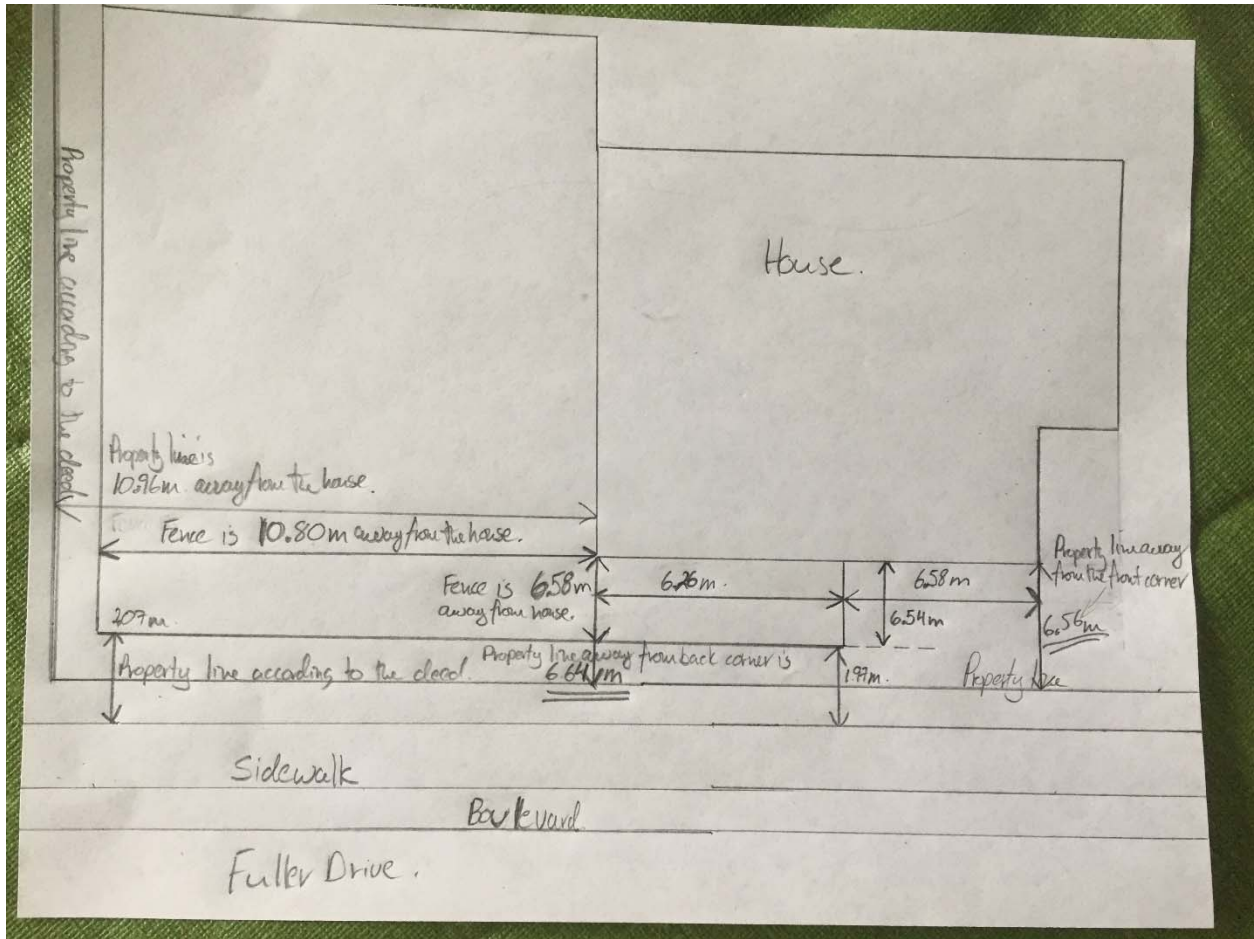 Property line according to the deed
House.
Property line is
10.96m away from the house.
Fence is 10.80m away from the house.
Fence is 6.58m
away from house.
6.26m.
6.58m
6.54m
Property line away
from the front corner
6.56m
2.07m.
Property line according to the deed.
Property line away from back corner is
6.64m
1.97m.
Property line
Sidewalk
Boulevard
Fuller Drive.